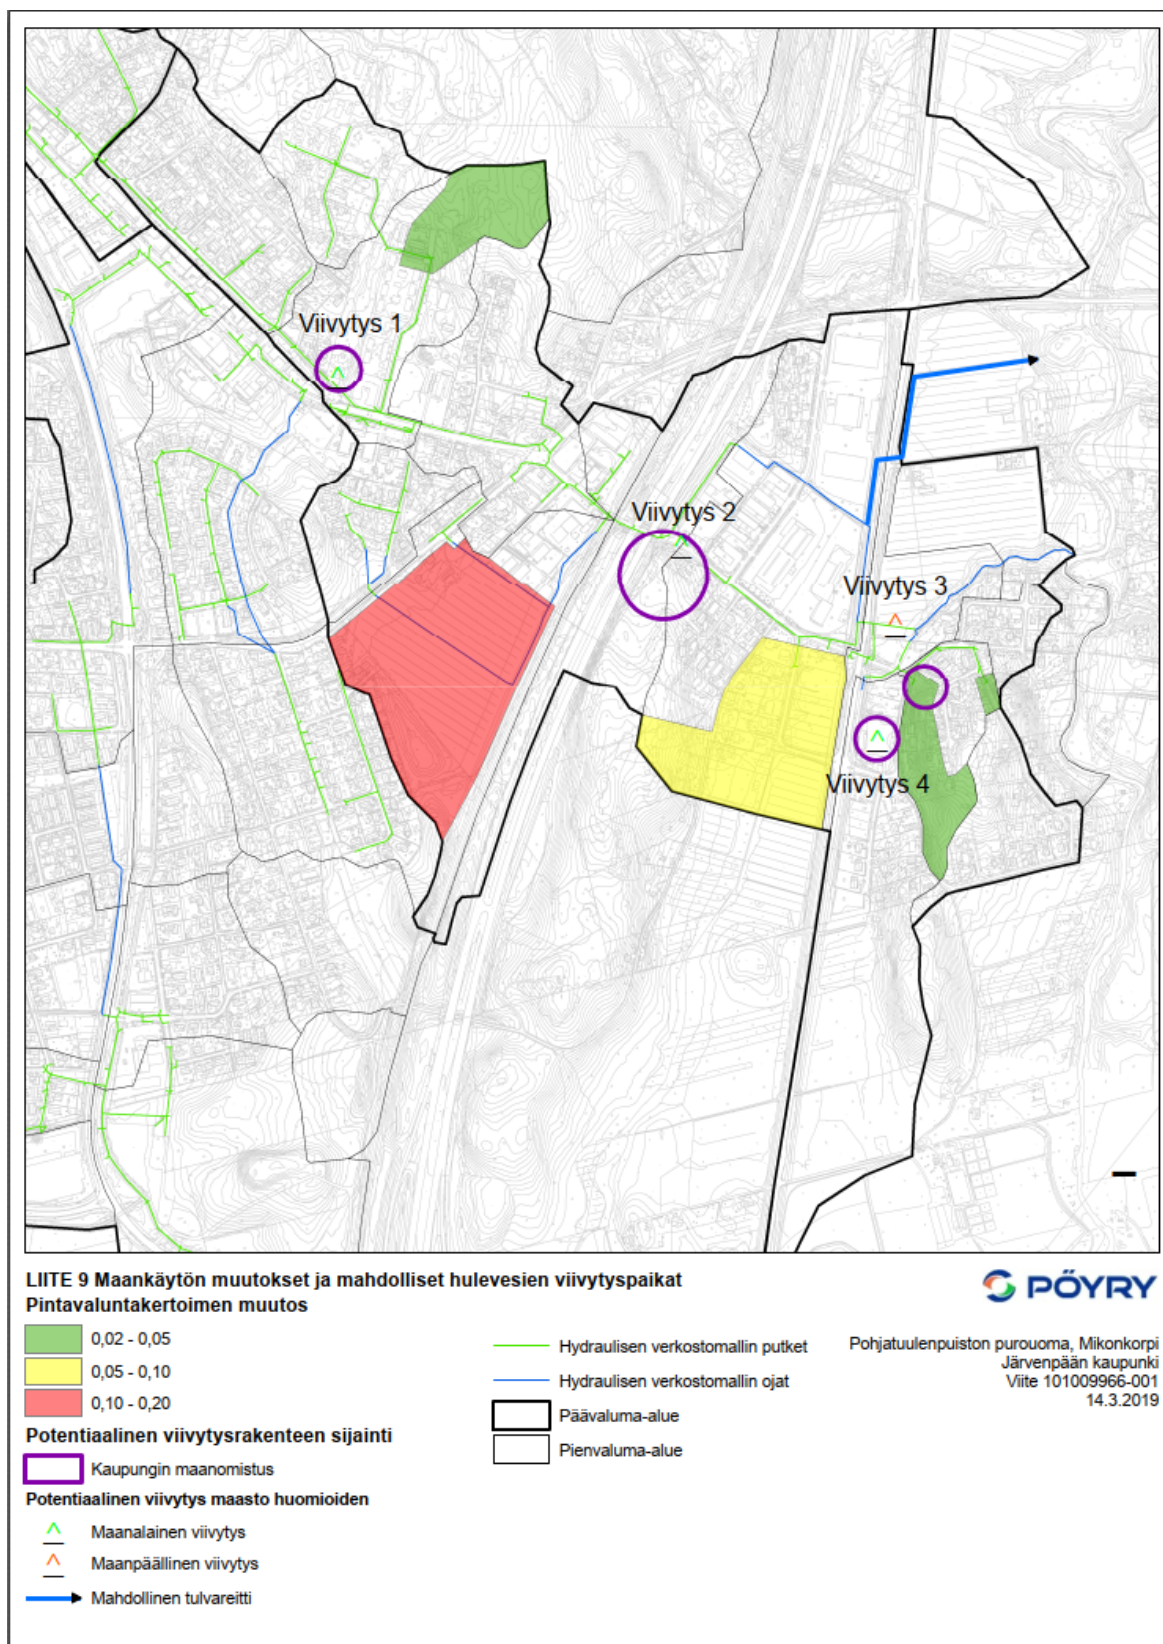 Viivytys 1
Viivytys 2
Viivytys 3
Viivytys 4
LIITE 9 Maankäytön muutokset ja mahdolliset hulevesien viivytyspaikat
Pintavaluntakertoimen muutos
0,02 - 0,05
0,05 - 0,10
0,10 - 0,20
Potentiaalinen viivytysrakenteen sijainti
Kaupungin maanomistus
Potentiaalinen viivytys maasto huomioiden
Maanalainen viivytys
Maanpäällinen viivytys
Mahdollinen tulvareitti
Hydraulisen verkostomallin putket
Hydraulisen verkostomallin ojat
Päävaluma-alue
Pienvaluma-alue
PÖYRY
Pohjatuulenpuiston purouoma, Mikonkorpi
Järvenpään kaupunki
Viite 101009966-001
14.3.2019